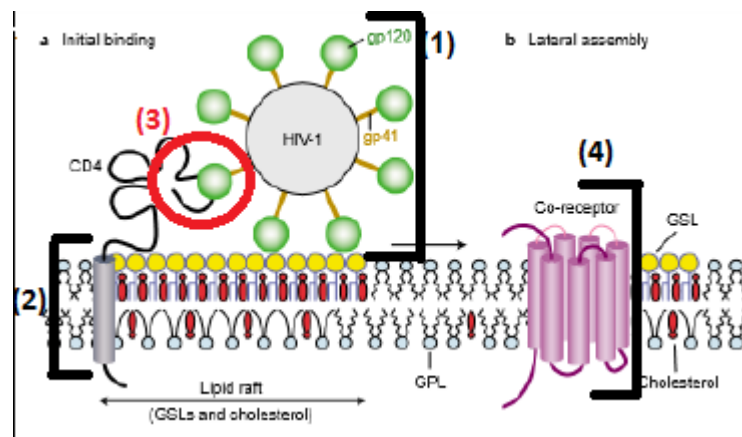 a Initial binding
gp120
(1)
b Lateral assembly
(3)
HIV-1
gp41
CD4
(4)
Co-receptor
GSL
(2)
Lipid raft
(GSLs and cholesterol)
GPL
Cholesterol